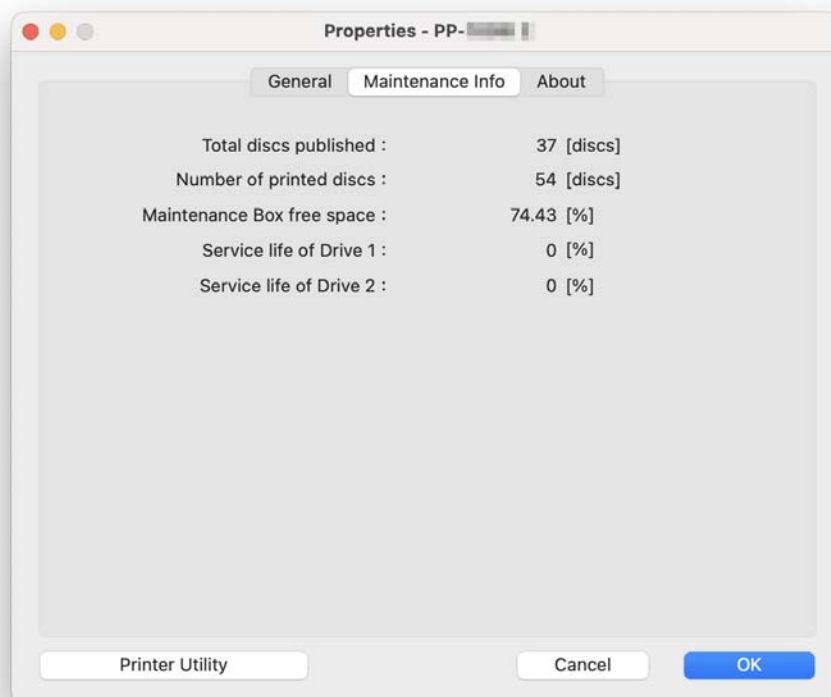 Properties - PP-
General Maintenance Info About
Total discs published : 37 [discs]
Number of printed discs : 54 [discs]
Maintenance Box free space : 74.43 [%]
Service life of Drive 1 : 0 [%]
Service life of Drive 2 : 0 [%]
Printer Utility Cancel OK